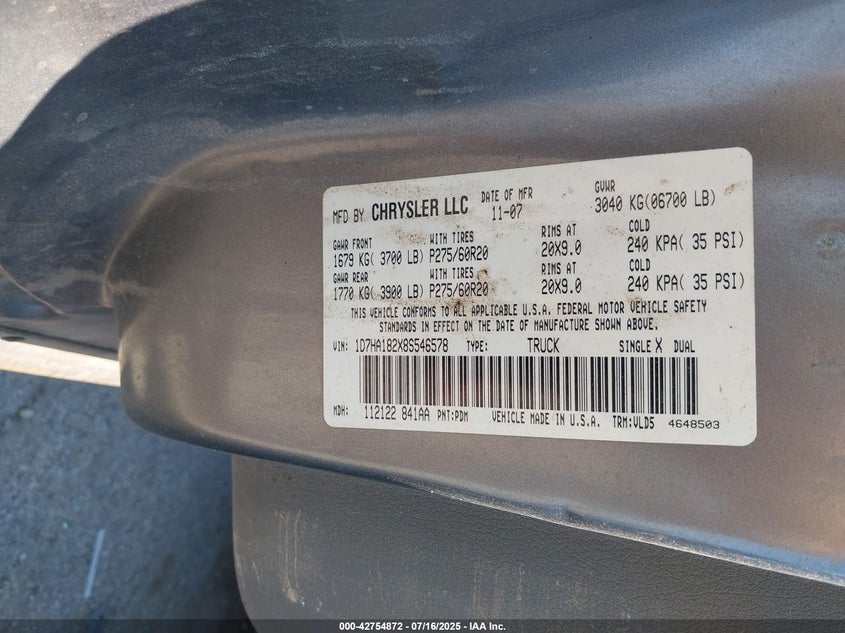 MFD BY CHRYSLER LLC DATE OF MFR 11-07 GVWR 3040 KG(06700 LB)
GAWR FRONT WITH TIRES RIMS AT COLD
1679 KG( 3700 LB) P275/60R20 20X9.0 240 KPA( 35 PSI)
GAWR REAR WITH TIRES RIMS AT COLD
1770 KG( 3900 LB) P275/60R20 20X9.0 240 KPA( 35 PSI)
THIS VEHICLE CONFORMS TO ALL APPLICABLE U.S.A. FEDERAL MOTOR VEHICLE SAFETY
STANDARDS IN EFFECT ON THE DATE OF MANUFACTURE SHOWN ABOVE.
VIN: 1D7HA182X8S546578 TYPE: TRUCK SINGLE X DUAL
MDH: 112122 841AA PNT:PDM VEHICLE MADE IN U.S.A. TRM:VLD5 4648503
000-42754872 / 07/16/2025 - IAA Inc.